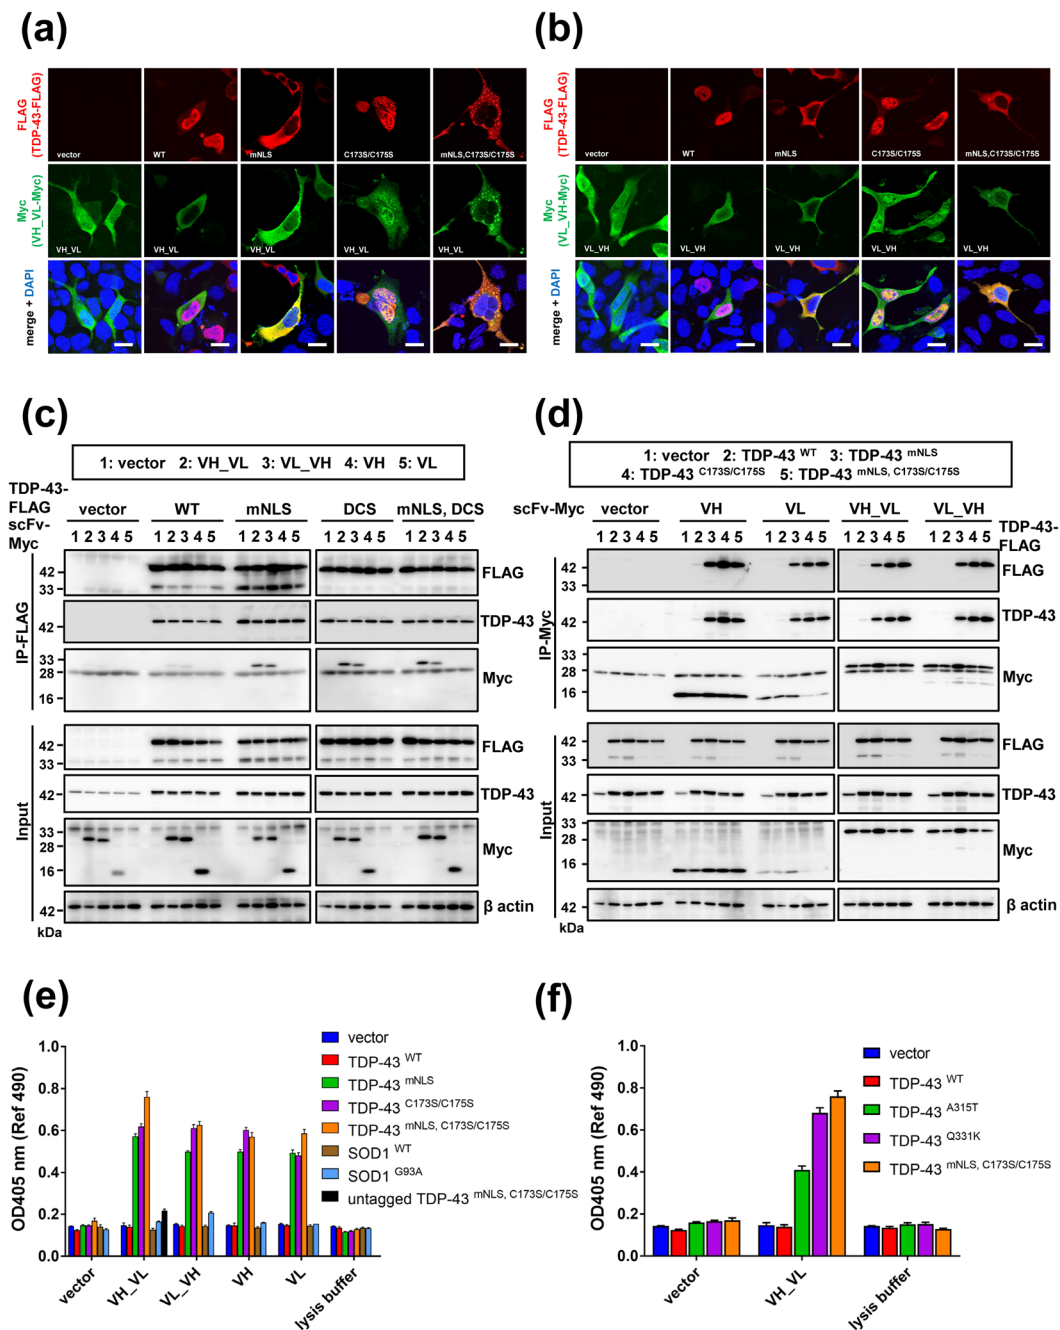 (a)
FLAG
(TDP-43-FLAG)
vector
WT
mNLS
C173S/C175S
mNLS,C173S/C175S
Myc
(VH_VL-Myc)
VH_VL
VH_VL
VH_VL
VH_VL
VH_VL
merge + DAPI
(b)
FLAG
(TDP-43-FLAG)
vector
WT
mNLS
C173S/C175S
mNLS,C173S/C175S
Myc
(VL_VH-Myc)
VL_VH
VL_VH
VL_VH
VL_VH
VL_VH
merge + DAPI
(c)
1: vector 2: VH_VL 3: VL_VH 4: VH 5: VL
TDP-43-
FLAG
scFv-
Myc
vector WT mNLS DCS mNLS, DCS
1 2 3 4 5 1 2 3 4 5 1 2 3 4 5 1 2 3 4 5 1 2 3 4 5
IP-FLAG
42
33
FLAG
42
TDP-43
33
28
16
Myc
Input
42
33
FLAG
42
TDP-43
33
28
16
Myc
42
β actin
kDa
(d)
1: vector 2: TDP-43 WT 3: TDP-43 mNLS
4: TDP-43 C173S/C175S 5: TDP-43 mNLS, C173S/C175S
scFv-Myc vector VH VL VH_VL VL_VH
TDP-43-
FLAG
1 2 3 4 5 1 2 3 4 5 1 2 3 4 5 1 2 3 4 5 1 2 3 4 5
IP-Myc
42
33
FLAG
42
TDP-43
33
28
16
Myc
Input
42
33
FLAG
42
TDP-43
33
28
16
Myc
42
β actin
kDa
(e)
OD405 nm (Ref 490)
1.0
0.8
0.6
0.4
0.2
0.0
vector
VH_VL
VL_VH
VH
VL
lysis buffer
vector
TDP-43 WT
TDP-43 mNLS
TDP-43 C173S/C175S
TDP-43 mNLS, C173S/C175S
SOD1 WT
SOD1 G93A
untagged TDP-43 mNLS, C173S/C175S
(f)
OD405 nm (Ref 490)
1.0
0.8
0.6
0.4
0.2
0.0
vector
VH_VL
lysis buffer
vector
TDP-43 WT
TDP-43 A315T
TDP-43 Q331K
TDP-43 mNLS, C173S/C175S